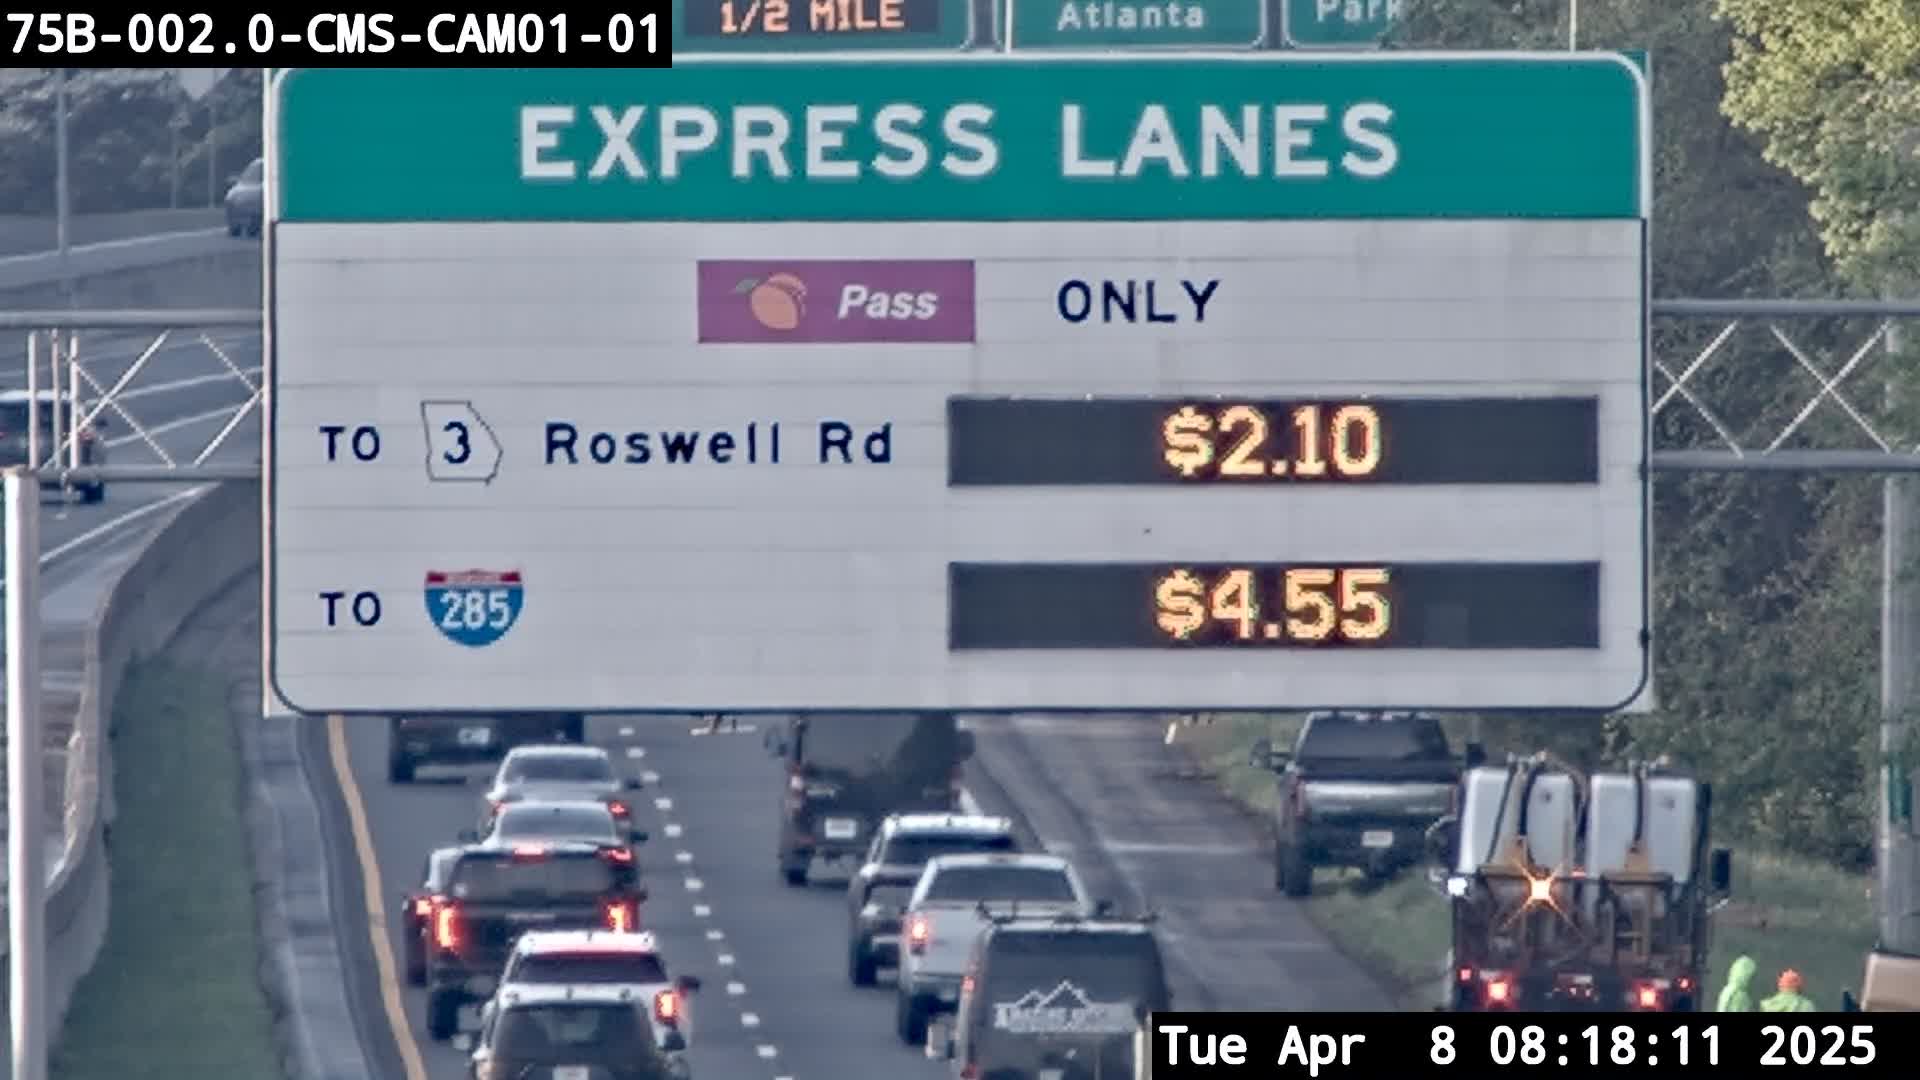 75B-002.0-CMS-CAM01-01
1/2 MILE
Atlanta
Park
EXPRESS LANES
Pass ONLY
TO 3 Roswell Rd $2.10
TO 285 $4.55
Tue Apr 8 08:18:11 2025